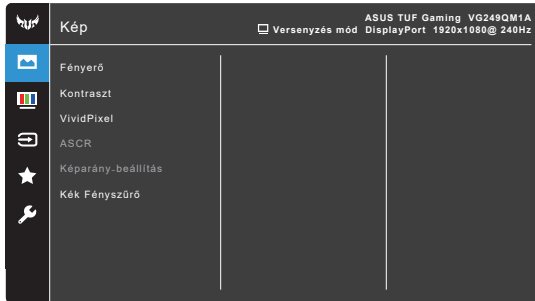 Kép
ASUS TUF Gaming VG249QM1A
Versenyzés mód DisplayPort 1920x1080@ 240Hz
Fényerő
Kontraszt
VividPixel
ASCR
Képarány-beállítás
Kék Fényszűrő